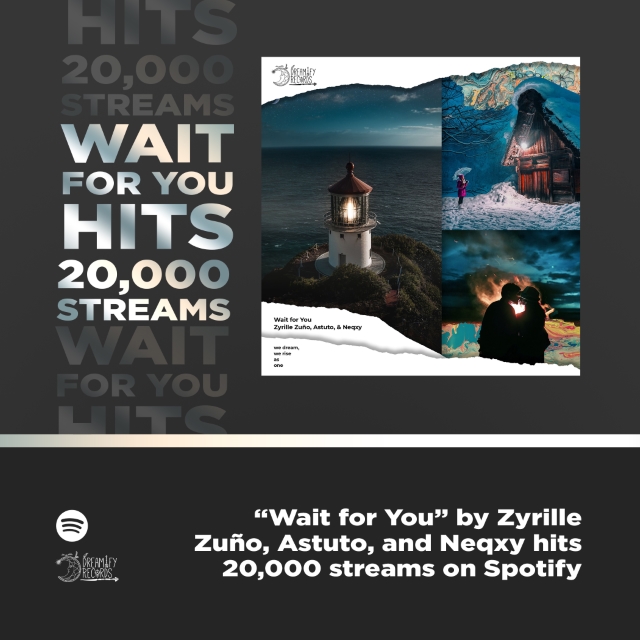 HITS
20,000
STREAMS
WAIT
FOR YOU
HITS
20,000
STREAMS
WAIT
FOR YOU
HITS
DREAMIFY
RECORDS
Wait for You
Zyrille Zuño, Astuto, & Neqxy
we dream,
we rise
as
one
DREAMIFY
RECORDS
“Wait for You” by Zyrille
Zuño, Astuto, and Neqxy hits
20,000 streams on Spotify